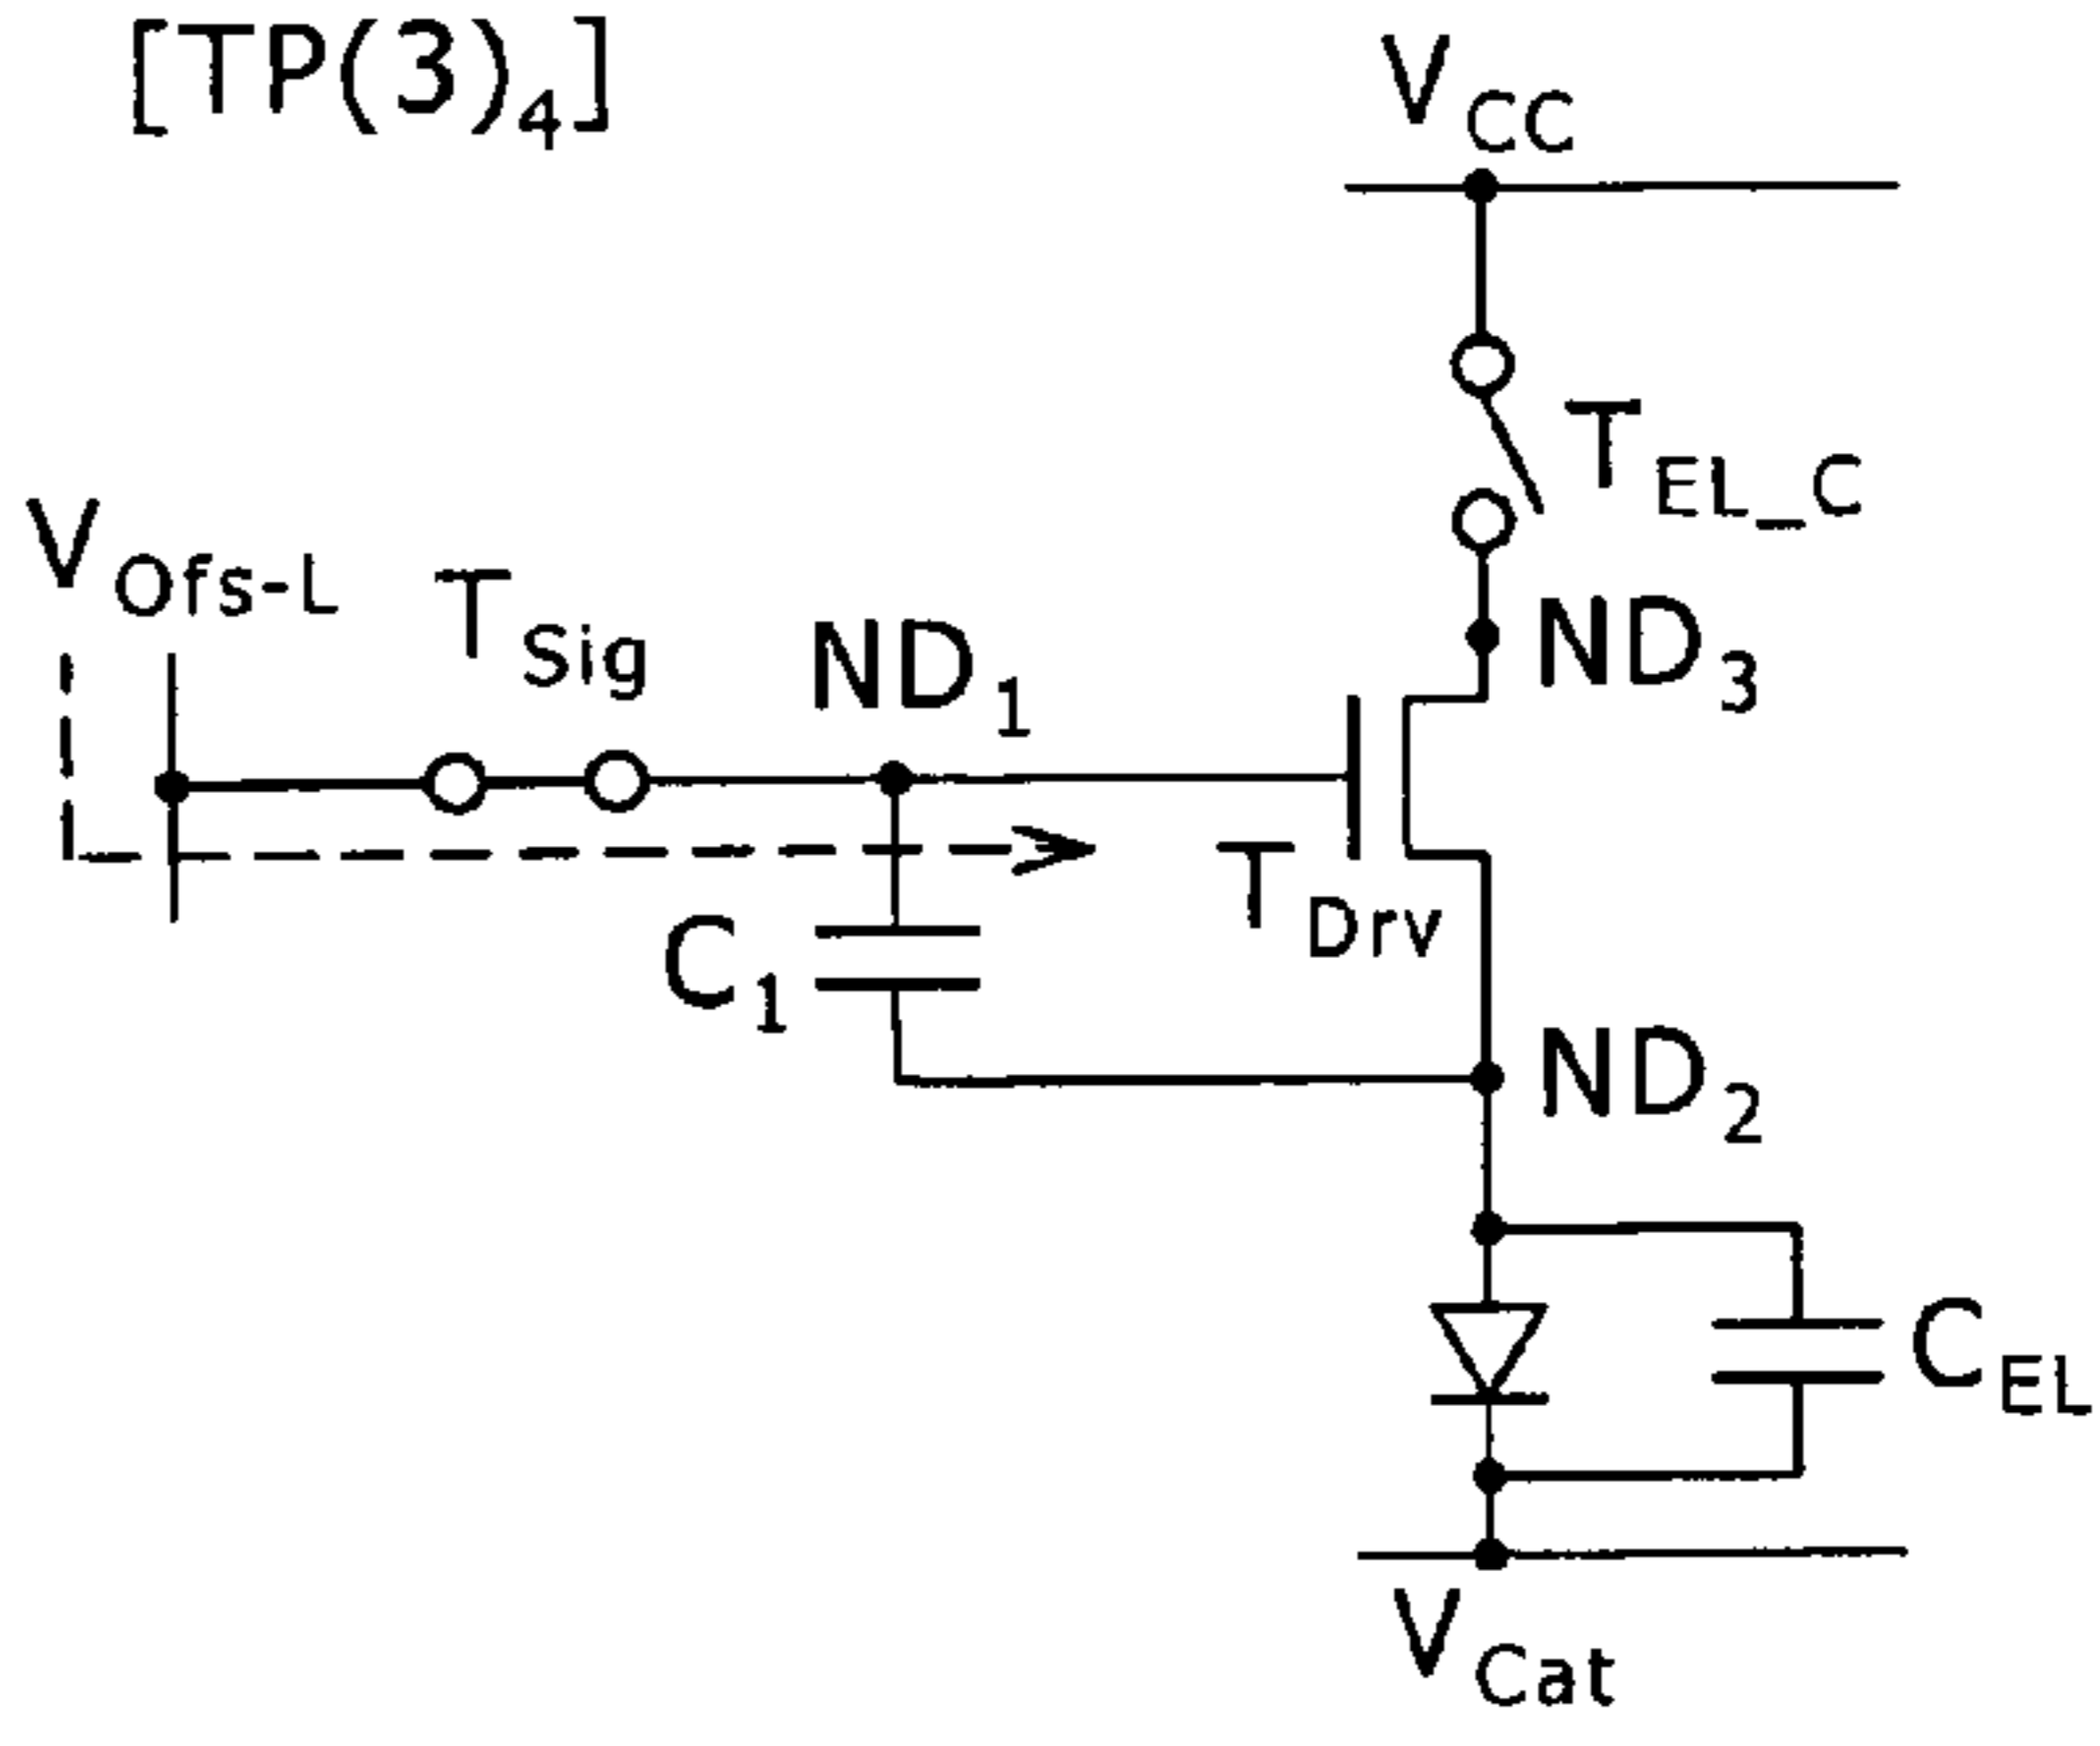 [TP(3)4]
VCC
TEL_C
VOfs-L
TSig
ND1
ND3
TDrv
C1
ND2
CEL
VCat